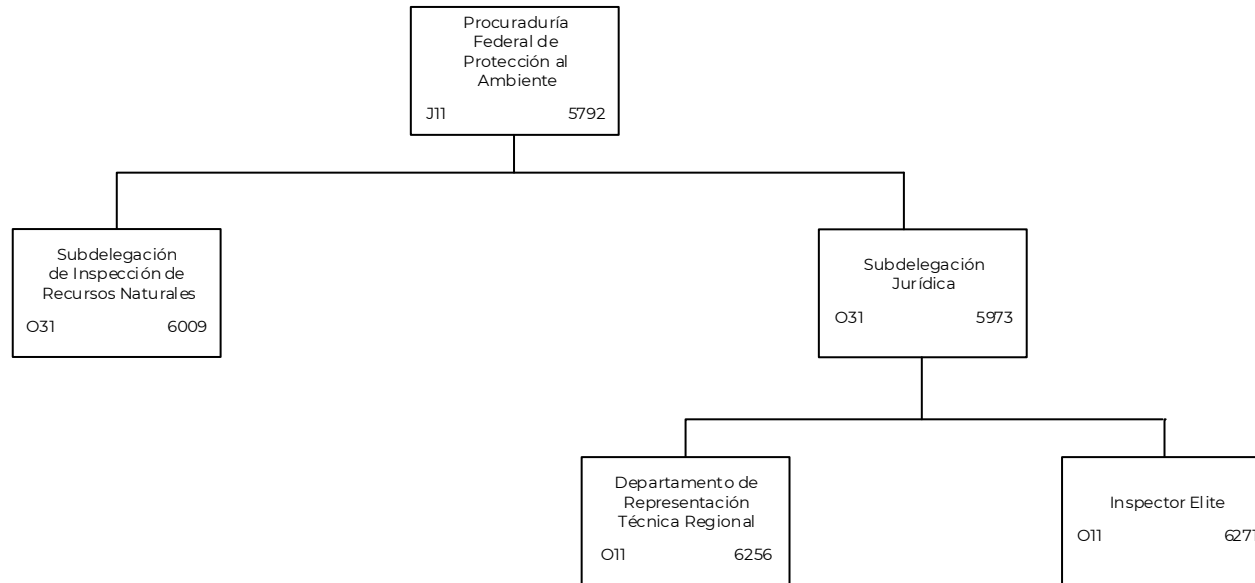 Procuraduría
Federal de
Protección al
Ambiente
J11 5792
Subdelegación
de Inspección de
Recursos Naturales
O31 6009
Subdelegación
Jurídica
O31 5973
Departamento de
Representación
Técnica Regional
O11 6256
Inspector Elite
O11 6271